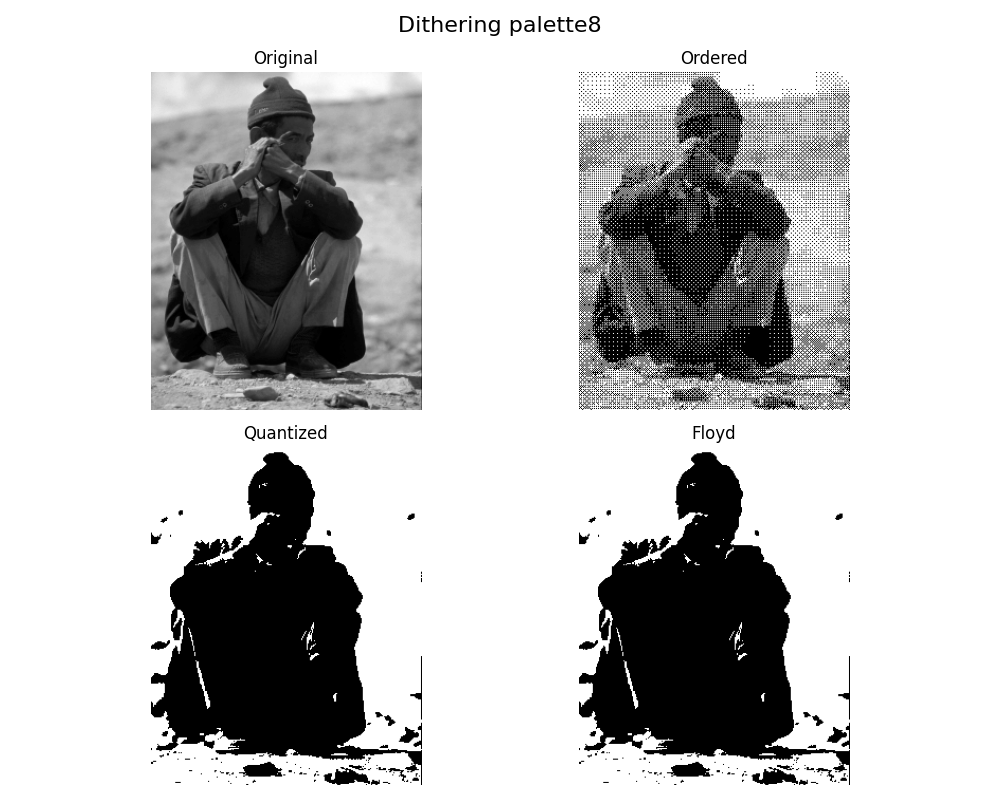 Dithering palette8
Original
Ordered
Quantized
Floyd